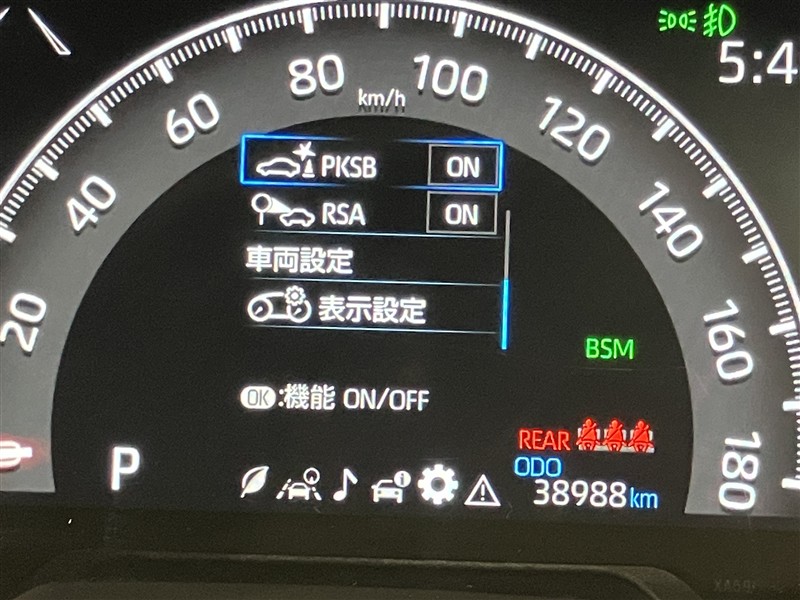 5:4
20
40
60
80
100
120
140
160
180
km/h
PKSB ON
RSA ON
車両設定
表示設定
BSM
OK:機能 ON/OFF
REAR
P
ODO
38988km